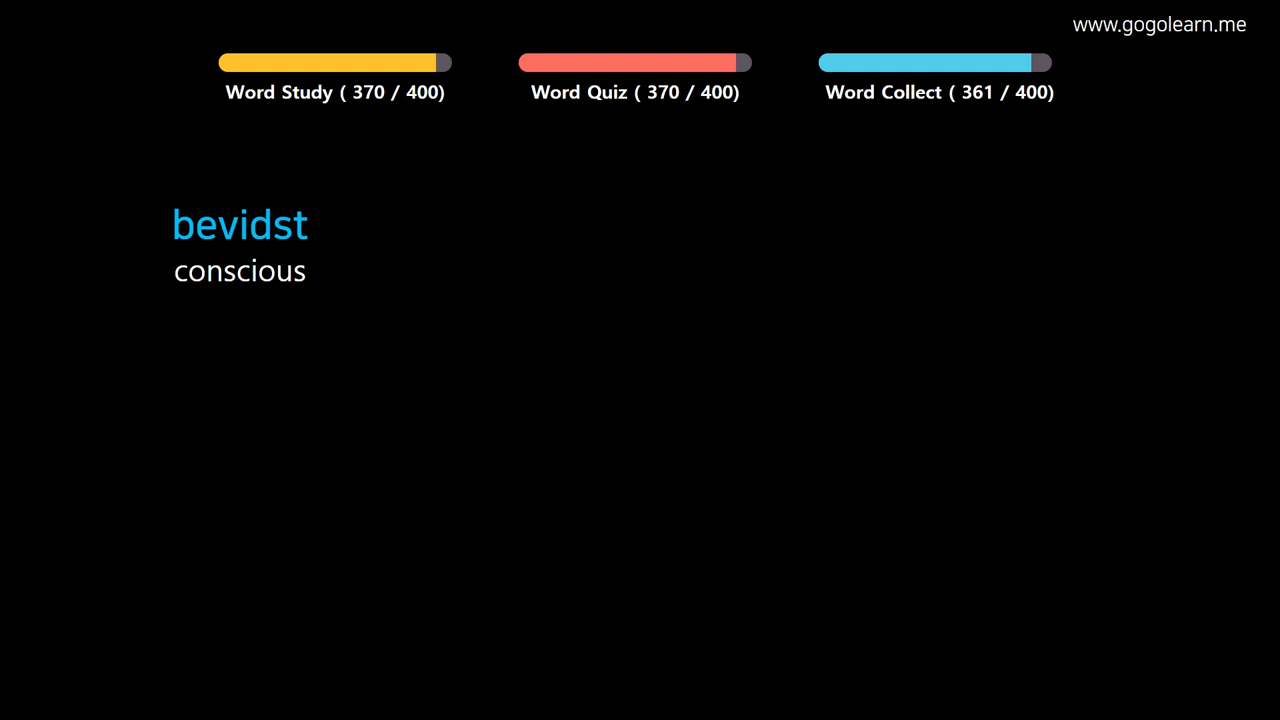 www.gogolearn.me
Word Study ( 370 / 400)
Word Quiz ( 370 / 400)
Word Collect ( 361 / 400)
bevidst
conscious